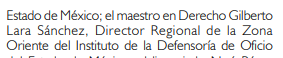 Estado de México; el maestro en Derecho Gilberto
Lara Sánchez, Director Regional de la Zona
Oriente del Instituto de la Defensoría de Oficio